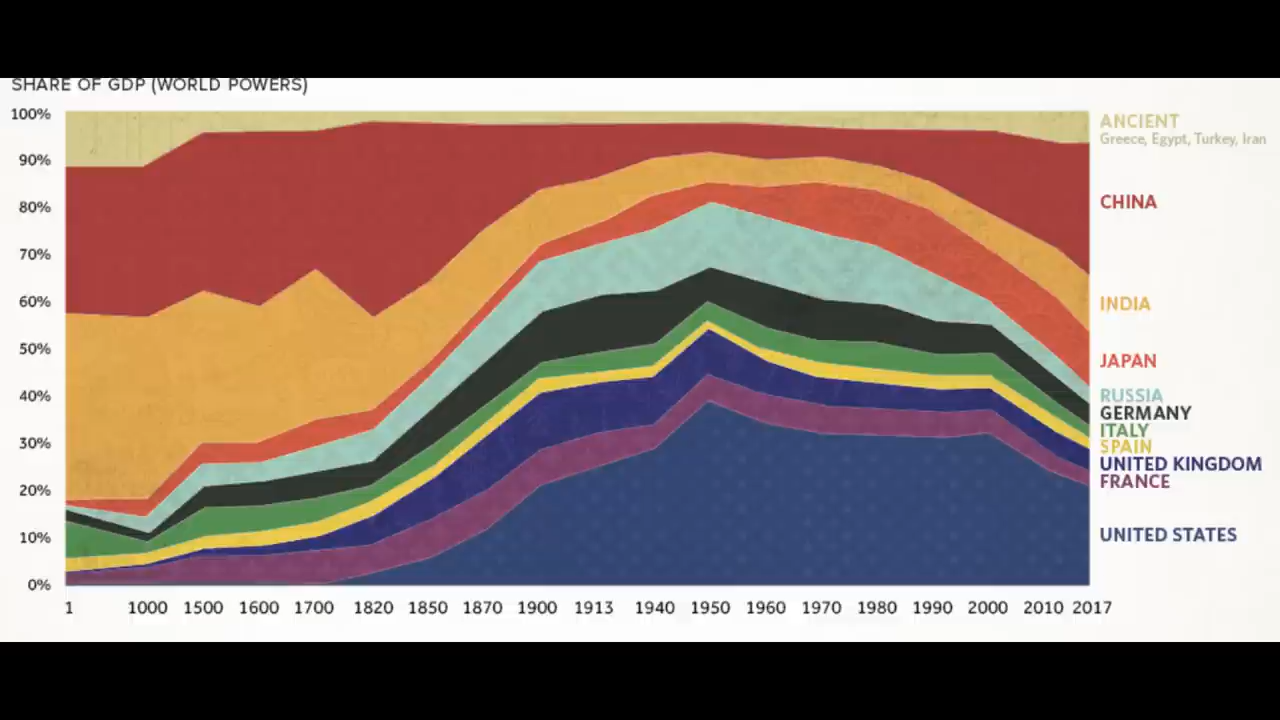 SHARE OF GDP (WORLD POWERS)
100%
90%
80%
70%
60%
50%
40%
30%
20%
10%
0%
1 1000 1500 1600 1700 1820 1850 1870 1900 1913 1940 1950 1960 1970 1980 1990 2000 2010 2017
ANCIENT
Greece, Egypt, Turkey, Iran
CHINA
INDIA
JAPAN
RUSSIA
GERMANY
ITALY
SPAIN
UNITED KINGDOM
FRANCE
UNITED STATES